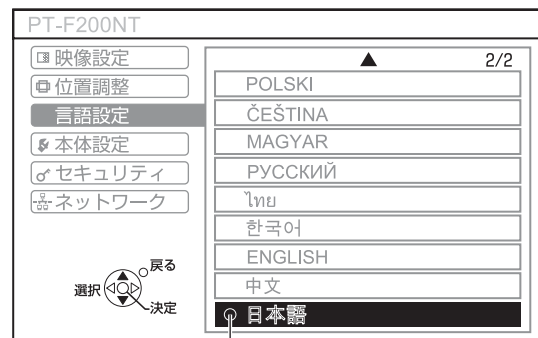 PT-F200NT
映像設定
位置調整
言語設定
本体設定
セキュリティ
ネットワーク
戻る
選択
決定
2/2
POLSKI
ČEŠTINA
MAGYAR
РУССКИЙ
ไทย
한국어
ENGLISH
中文
日本語